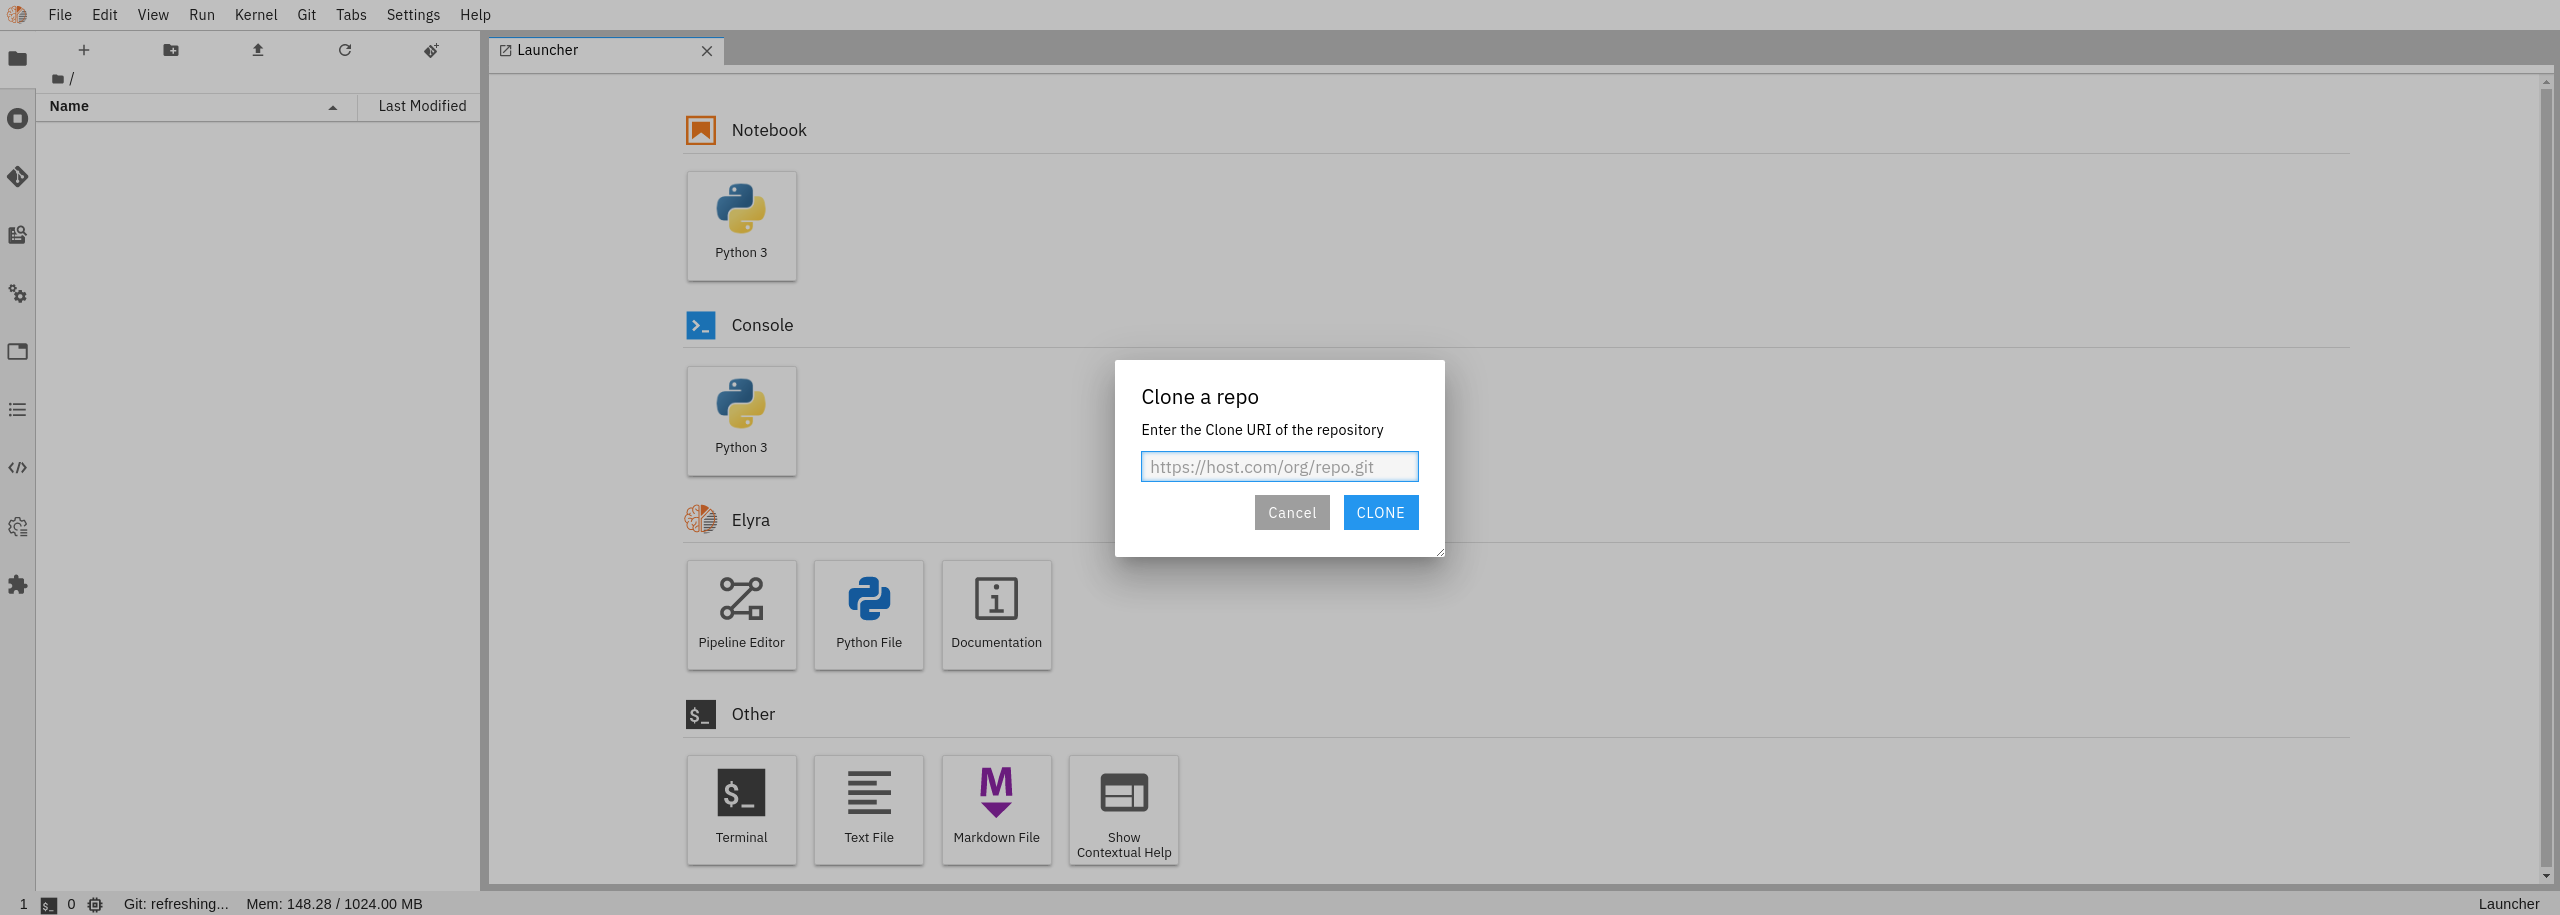 File Edit View Run Kernel Git Tabs Settings Help
Launcher
/
Name Last Modified
Notebook
Python 3
Console
Python 3
Clone a repo
Enter the Clone URI of the repository
https://host.com/org/repo.git
Cancel CLONE
Elyra
Pipeline Editor Python File Documentation
$_ Other
$_
M
Terminal Text File Markdown File Show
Contextual Help
1 $_ 0 Git: refreshing... Mem: 148.28 / 1024.00 MB Launcher